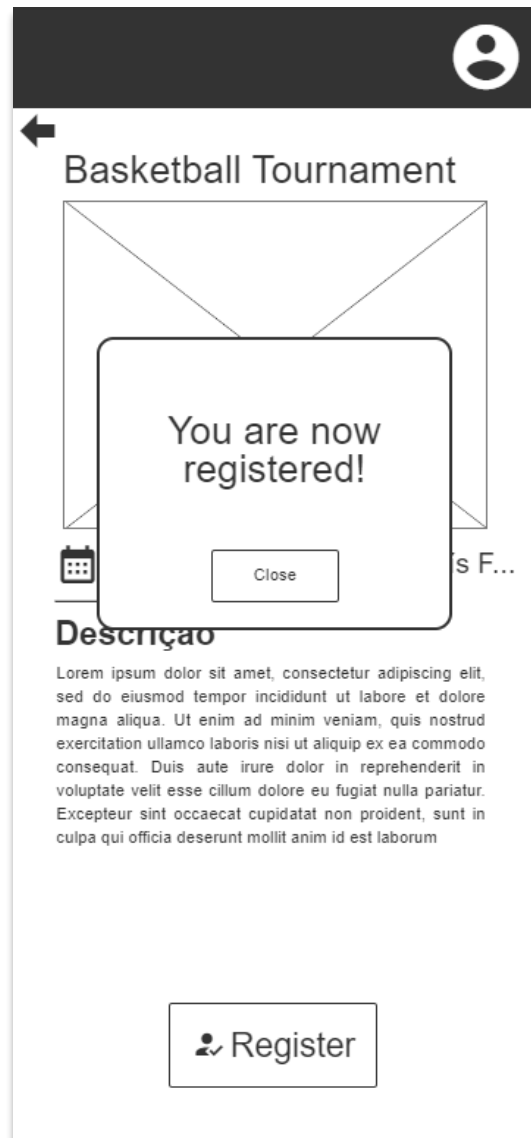 Basketball Tournament
You are now
registered!
Close
F...
Descrição
Lorem ipsum dolor sit amet, consectetur adipiscing elit,
sed do eiusmod tempor incididunt ut labore et dolore
magna aliqua. Ut enim ad minim veniam, quis nostrud
exercitation ullamco laboris nisi ut aliquip ex ea commodo
consequat. Duis aute irure dolor in reprehenderit in
voluptate velit esse cillum dolore eu fugiat nulla pariatur.
Excepteur sint occaecat cupidatat non proident, sunt in
culpa qui officia deserunt mollit anim id est laborum
Register